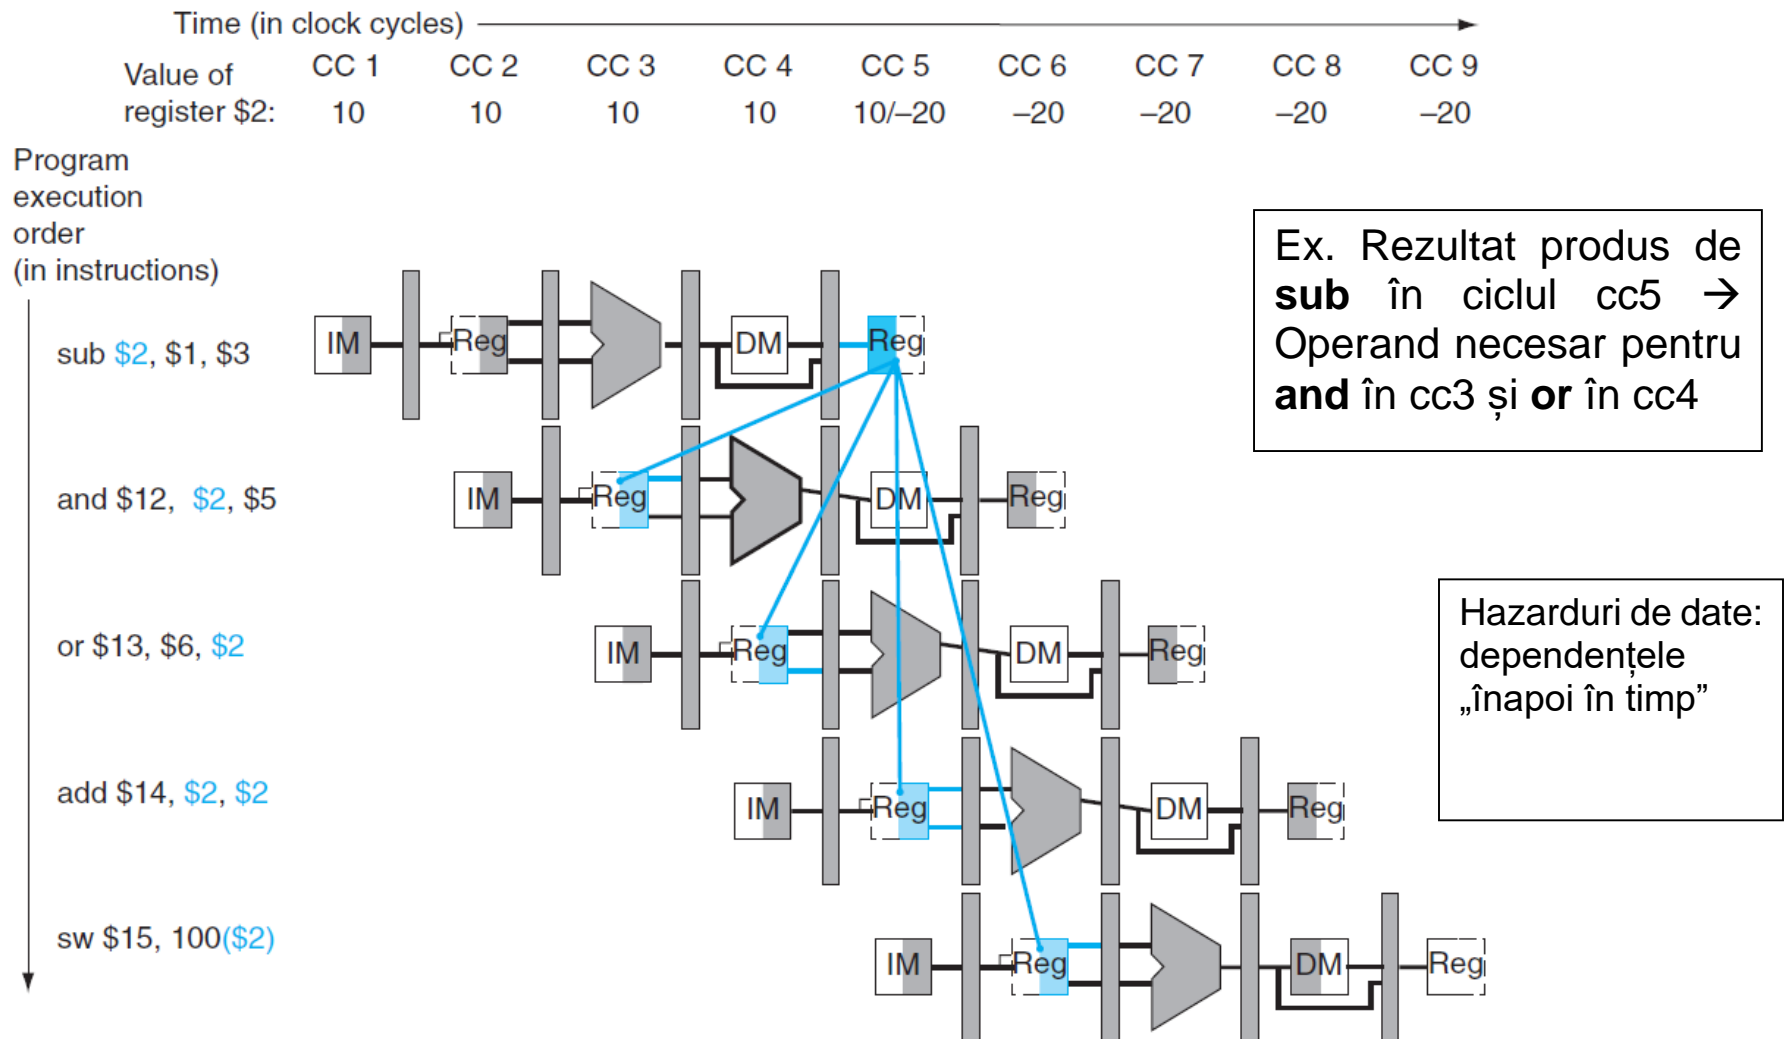 Time (in clock cycles)
Value of register $2:
CC 1 CC 2 CC 3 CC 4 CC 5 CC 6 CC 7 CC 8 CC 9
10 10 10 10 10/–20 –20 –20 –20 –20
Program
execution
order
(in instructions)
Ex. Rezultat produs de
sub în ciclul cc5 →
Operand necesar pentru
and în cc3 și or în cc4
sub $2, $1, $3
IM Reg DM Reg
and $12, $2, $5
IM Reg DM Reg
Hazarduri de date:
dependențele
„înapoi în timp”
or $13, $6, $2
IM Reg DM Reg
add $14, $2, $2
IM Reg DM Reg
sw $15, 100($2)
IM Reg DM Reg